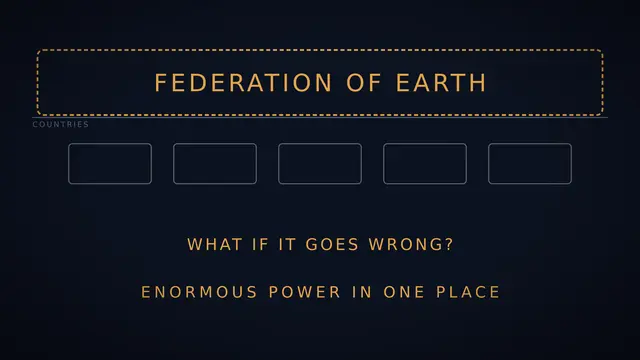 FEDERATION OF EARTH
COUNTRIES
WHAT IF IT GOES WRONG?
ENORMOUS POWER IN ONE PLACE